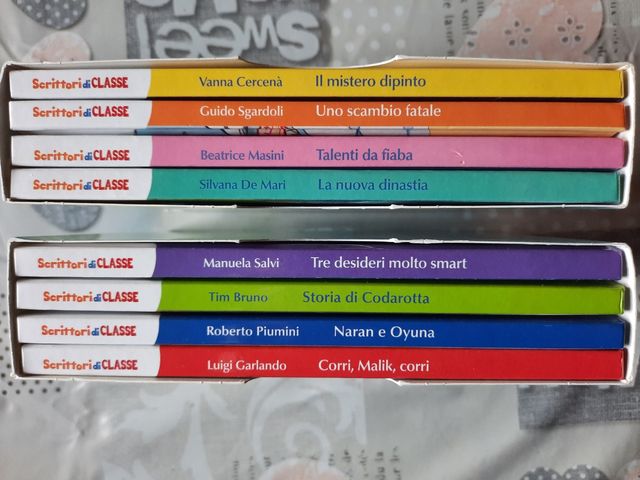 SWEET
Scrittori di CLASSE Vanna Cercenà Il mistero dipinto
Scrittori di CLASSE Guido Sgardoli Uno scambio fatale
Scrittori di CLASSE Beatrice Masini Talenti da fiaba
Scrittori di CLASSE Silvana De Mari La nuova dinastia
Scrittori di CLASSE Manuela Salvi Tre desideri molto smart
Scrittori di CLASSE Tim Bruno Storia di Codarotta
Scrittori di CLASSE Roberto Piumini Naran e Oyuna
Scrittori di CLASSE Luigi Garlando Corri, Malik, corri